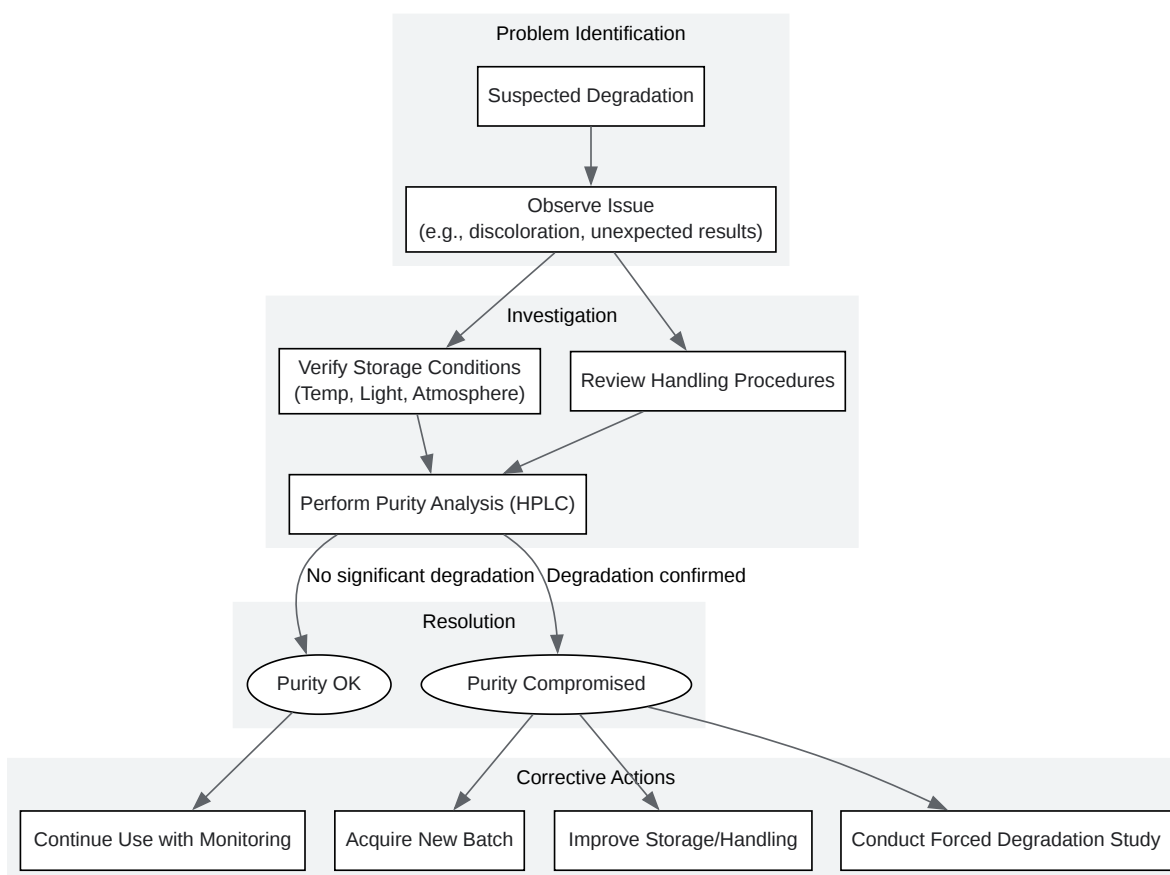 Problem Identification
Suspected Degradation
Observe Issue
(e.g., discoloration, unexpected results)
Investigation
Verify Storage Conditions
(Temp, Light, Atmosphere)
Review Handling Procedures
Perform Purity Analysis (HPLC)
No significant degradation
Degradation confirmed
Resolution
Purity OK
Purity Compromised
Corrective Actions
Continue Use with Monitoring
Acquire New Batch
Improve Storage/Handling
Conduct Forced Degradation Study